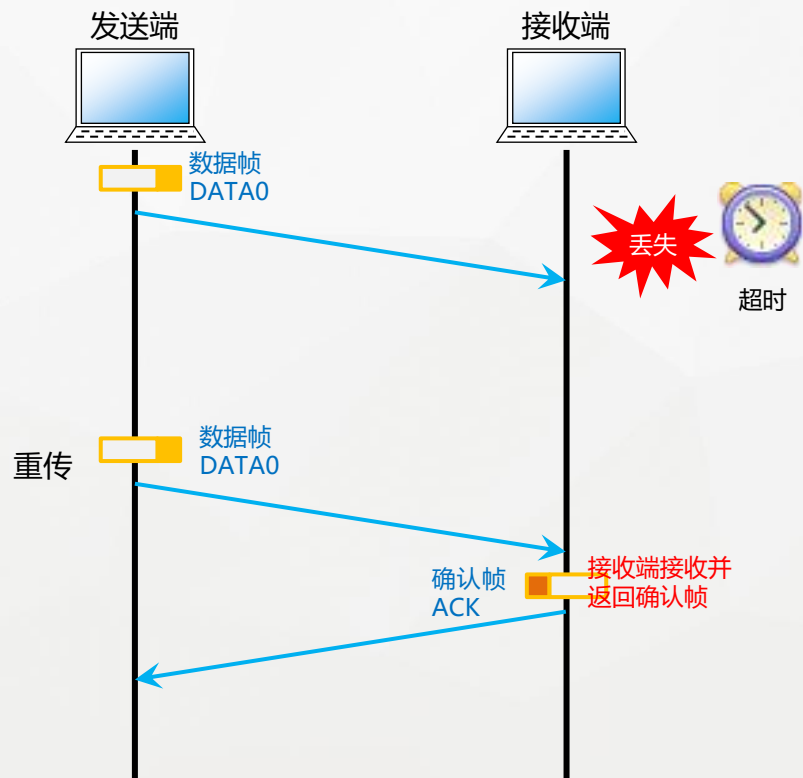 发送端
接收端
数据帧
DATA0
丢失
超时
重传
数据帧
DATA0
确认帧
ACK
接收端接收并
返回确认帧